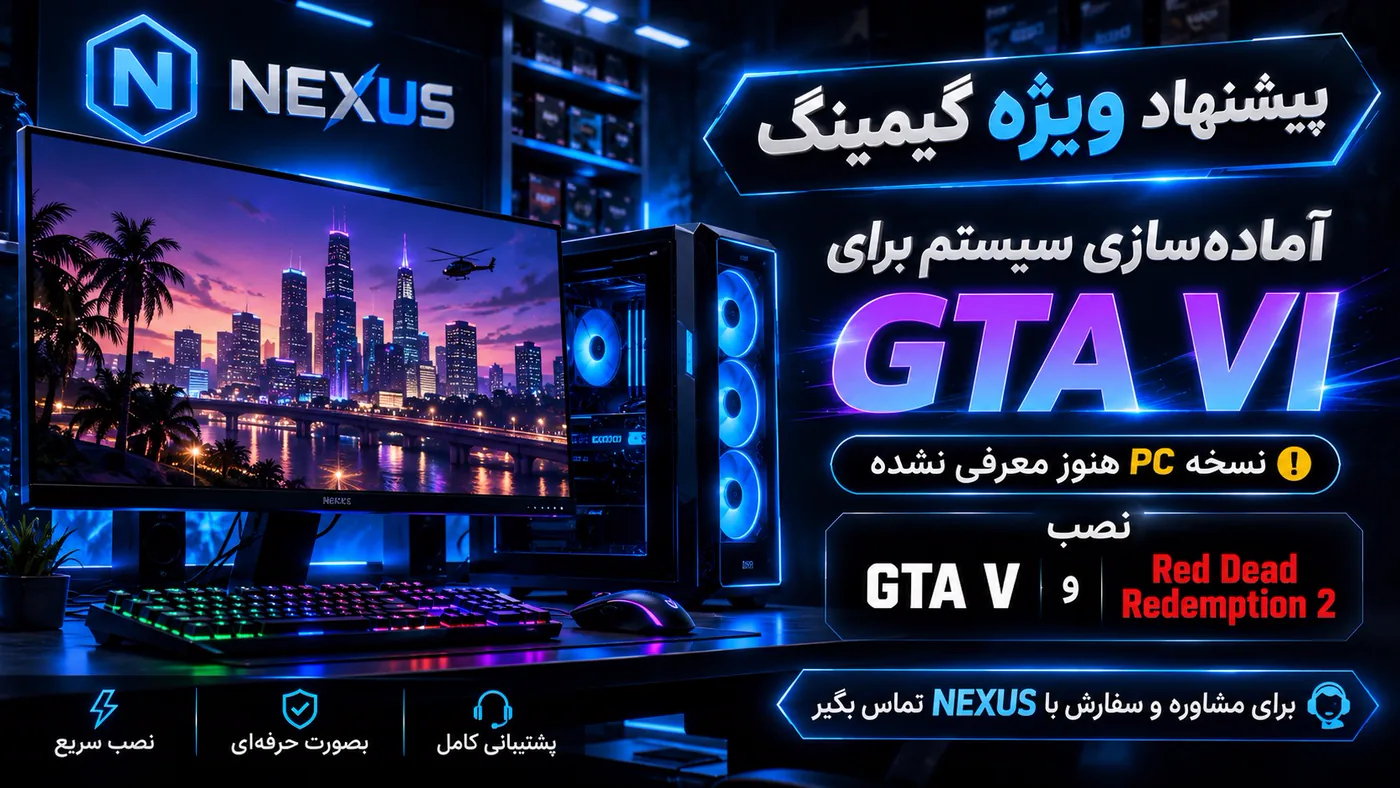 N NEXUS
پیشنهاد ویژه گیمینگ
آماده‌سازی سیستم برای
GTA VI
! نسخه PC هنوز معرفی نشده
نصب
Red Dead Redemption 2 و GTA V
برای مشاوره و سفارش با NEXUS تماس بگیر
پشتیبانی کامل
بصورت حرفه‌ای
نصب سریع